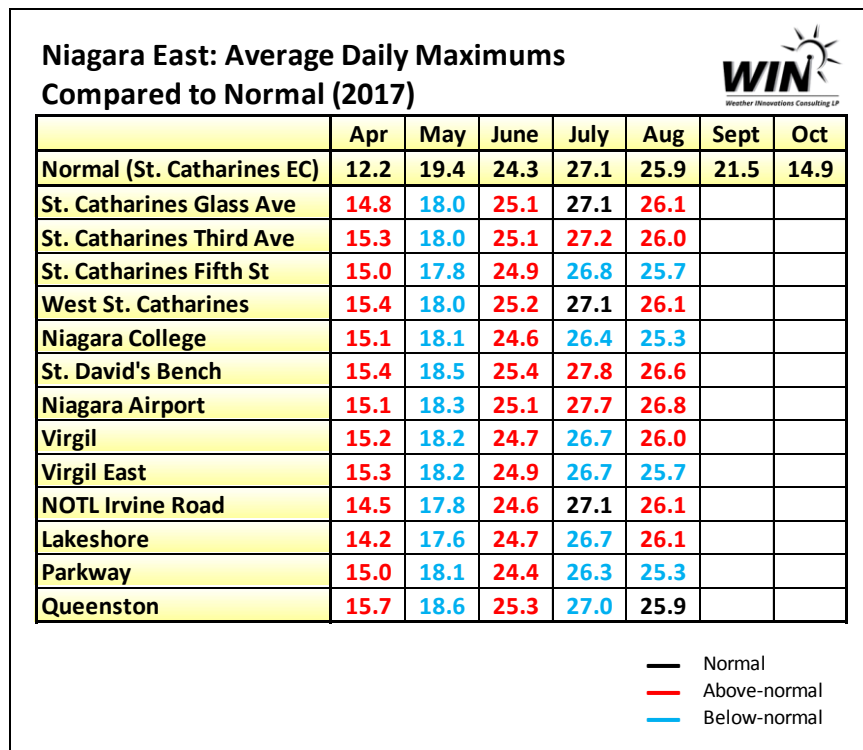 Niagara East: Average Daily Maximums
Compared to Normal (2017)
WIN
Weather INnovations Consulting LP
Apr May June July Aug Sept Oct
Normal (St. Catharines EC) 12.2 19.4 24.3 27.1 25.9 21.5 14.9
St. Catharines Glass Ave 14.8 18.0 25.1 27.1 26.1
St. Catharines Third Ave 15.3 18.0 25.1 27.2 26.0
St. Catharines Fifth St 15.0 17.8 24.9 26.8 25.7
West St. Catharines 15.4 18.0 25.2 27.1 26.1
Niagara College 15.1 18.1 24.6 26.4 25.3
St. David's Bench 15.4 18.5 25.4 27.8 26.6
Niagara Airport 15.1 18.3 25.1 27.7 26.8
Virgil 15.2 18.2 24.7 26.7 26.0
Virgil East 15.3 18.2 24.9 26.7 25.7
NOTL Irvine Road 14.5 17.8 24.6 27.1 26.1
Lakeshore 14.2 17.6 24.7 26.7 26.1
Parkway 15.0 18.1 24.4 26.3 25.3
Queenston 15.7 18.6 25.3 27.0 25.9
Normal
Above-normal
Below-normal